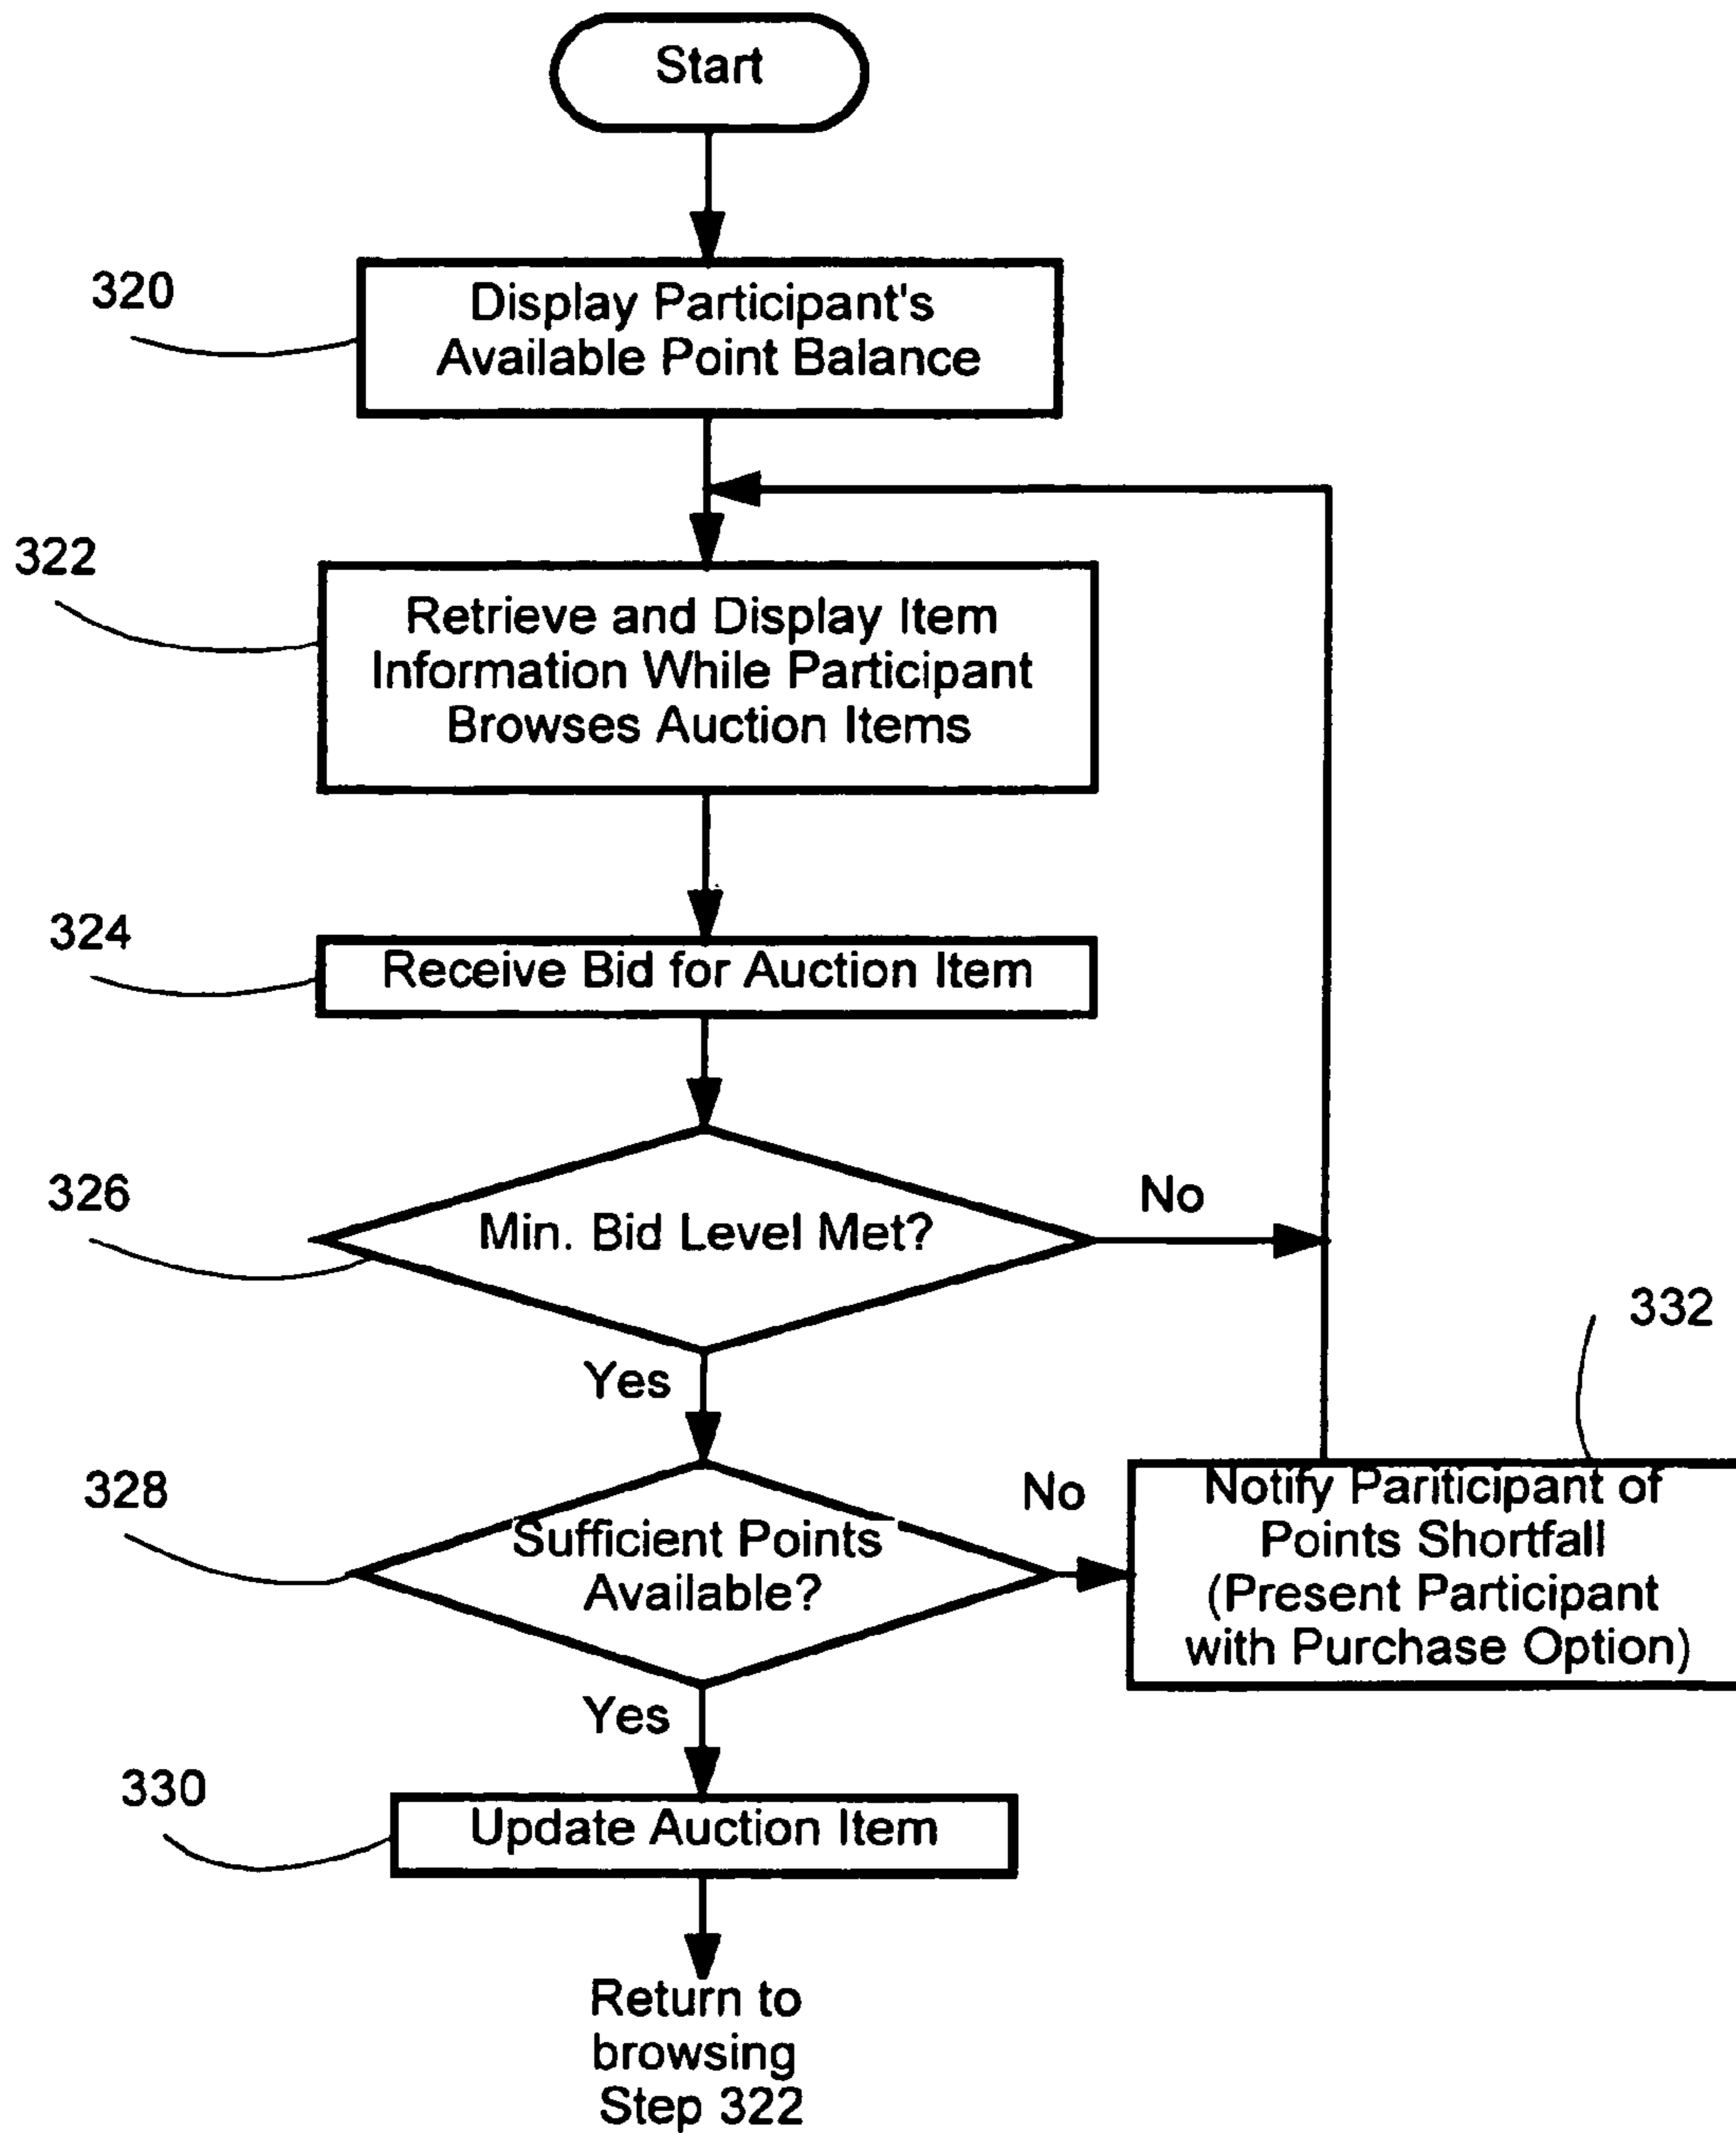 Start
320
Display Participant's
Available Point Balance
322
Retrieve and Display Item
Information While Participant
Browses Auction Items
324
Receive Bid for Auction Item
326
Min. Bid Level Met?
No
332
Yes
328
Sufficient Points
Available?
No
Notify Pariticipant of
Points Shortfall
(Present Participant
with Purchase Option)
Yes
330
Update Auction Item
Return to
browsing
Step 322